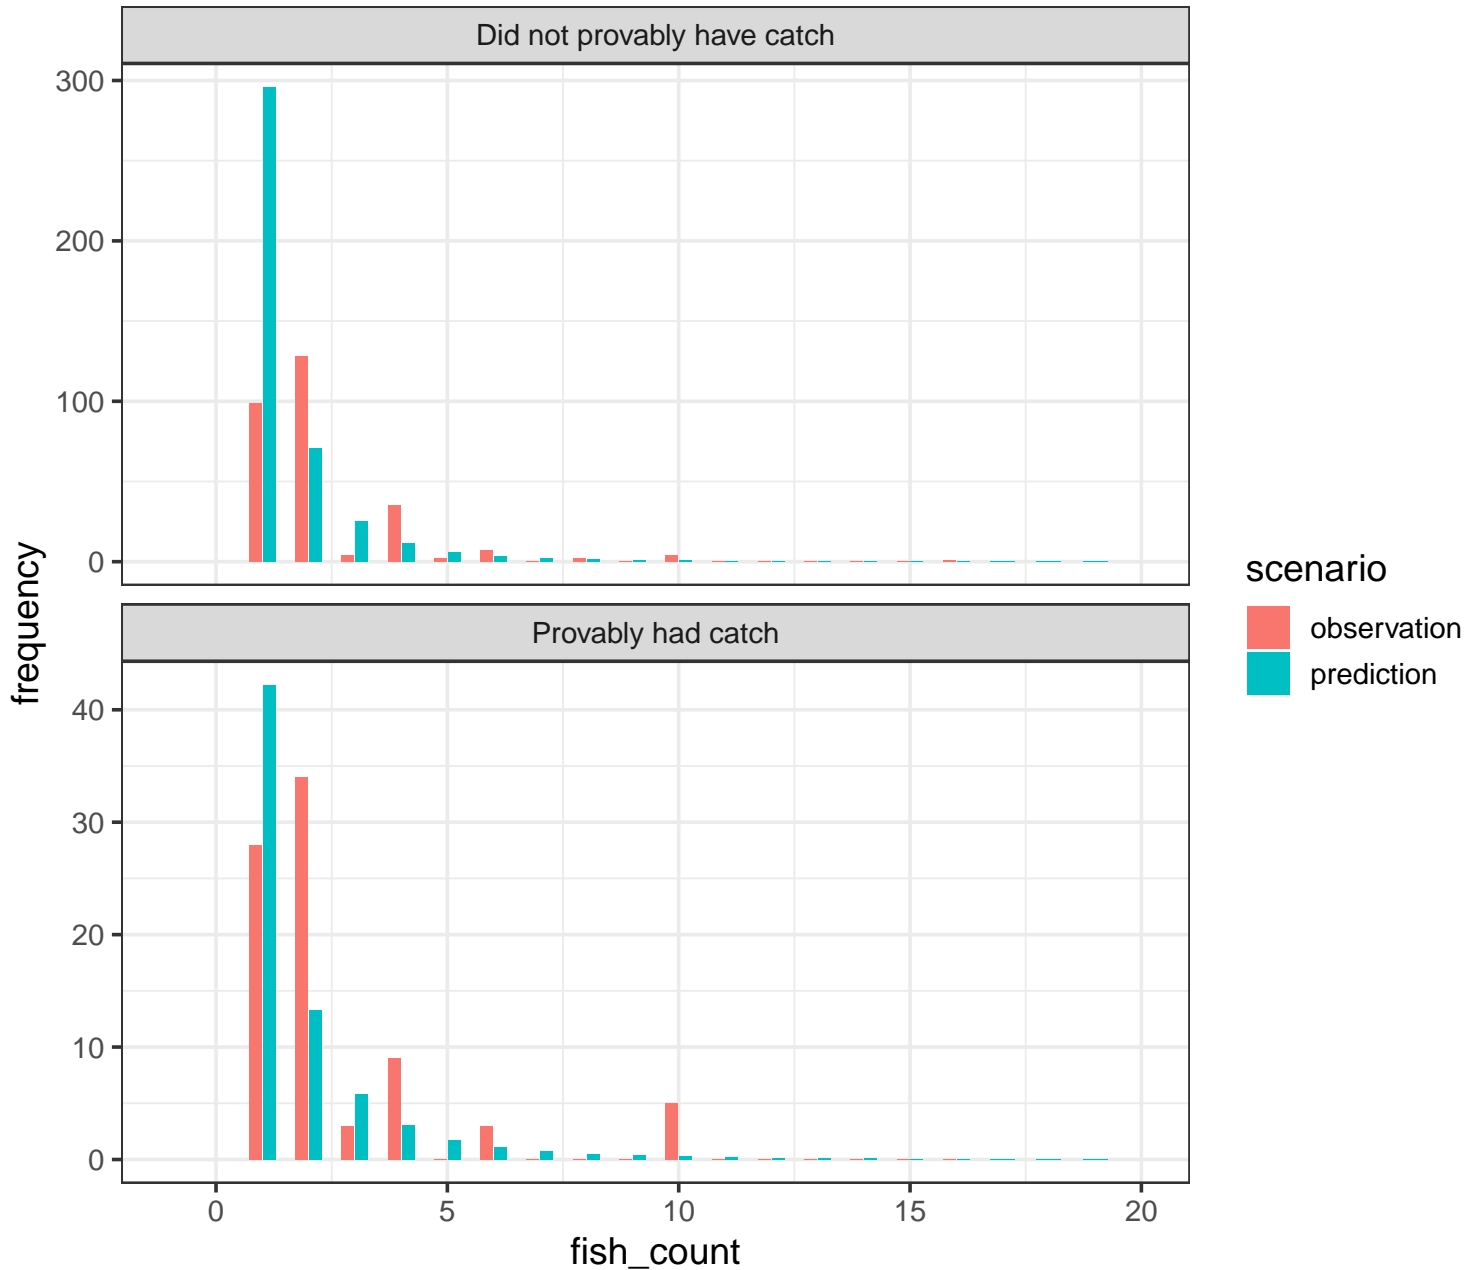 Did not provably have catch
300
200
100
0
Provably had catch
40
30
20
10
0
0 5 10 15 20
fish_count
frequency
scenario
observation
prediction